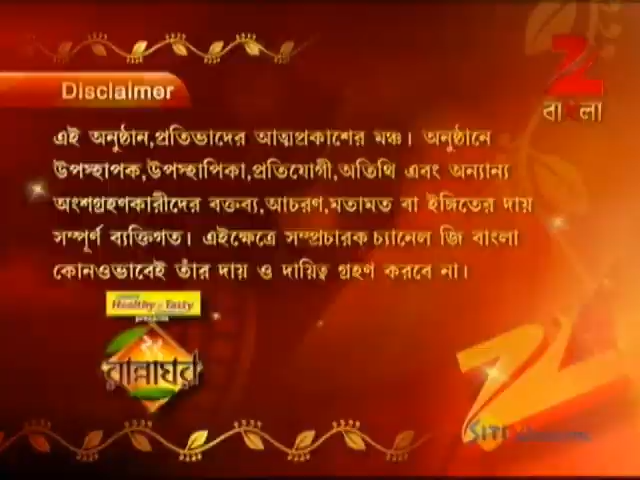 Disclaimer
বাংলা
এই অনুষ্ঠান,প্রতিভাদের আত্মপ্রকাশের মঞ্চ। অনুষ্ঠানে
উপস্থাপক,উপস্থাপিকা,প্রতিযোগী,অতিথি এবং অন্যান্য
অংশগ্রহণকারীদের বক্তব্য,আচরণ,মতামত বা ইঙ্গিতের দায়
সম্পূর্ণ ব্যক্তিগত। এইক্ষেত্রে সম্প্রচারক চ্যানেল জি বাংলা
কোনওভাবেই তাঁর দায় ও দায়িত্ব গ্রহণ করবে না।
Healthy Tasty
presents
রান্নাঘর
SITI